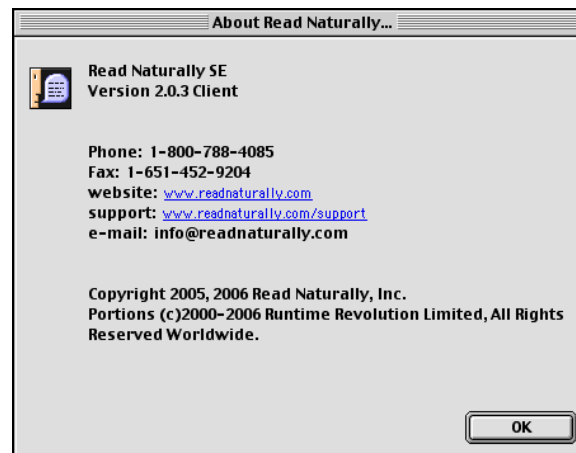 About Read Naturally...
Read Naturally SE
Version 2.0.3 Client
Phone: 1-800-788-4085
Fax: 1-651-452-9204
website: www.readnaturally.com
support: www.readnaturally.com/support
e-mail: info@readnaturally.com
Copyright 2005, 2006 Read Naturally, Inc.
Portions (c)2000-2006 Runtime Revolution Limited, All Rights
Reserved Worldwide.
OK